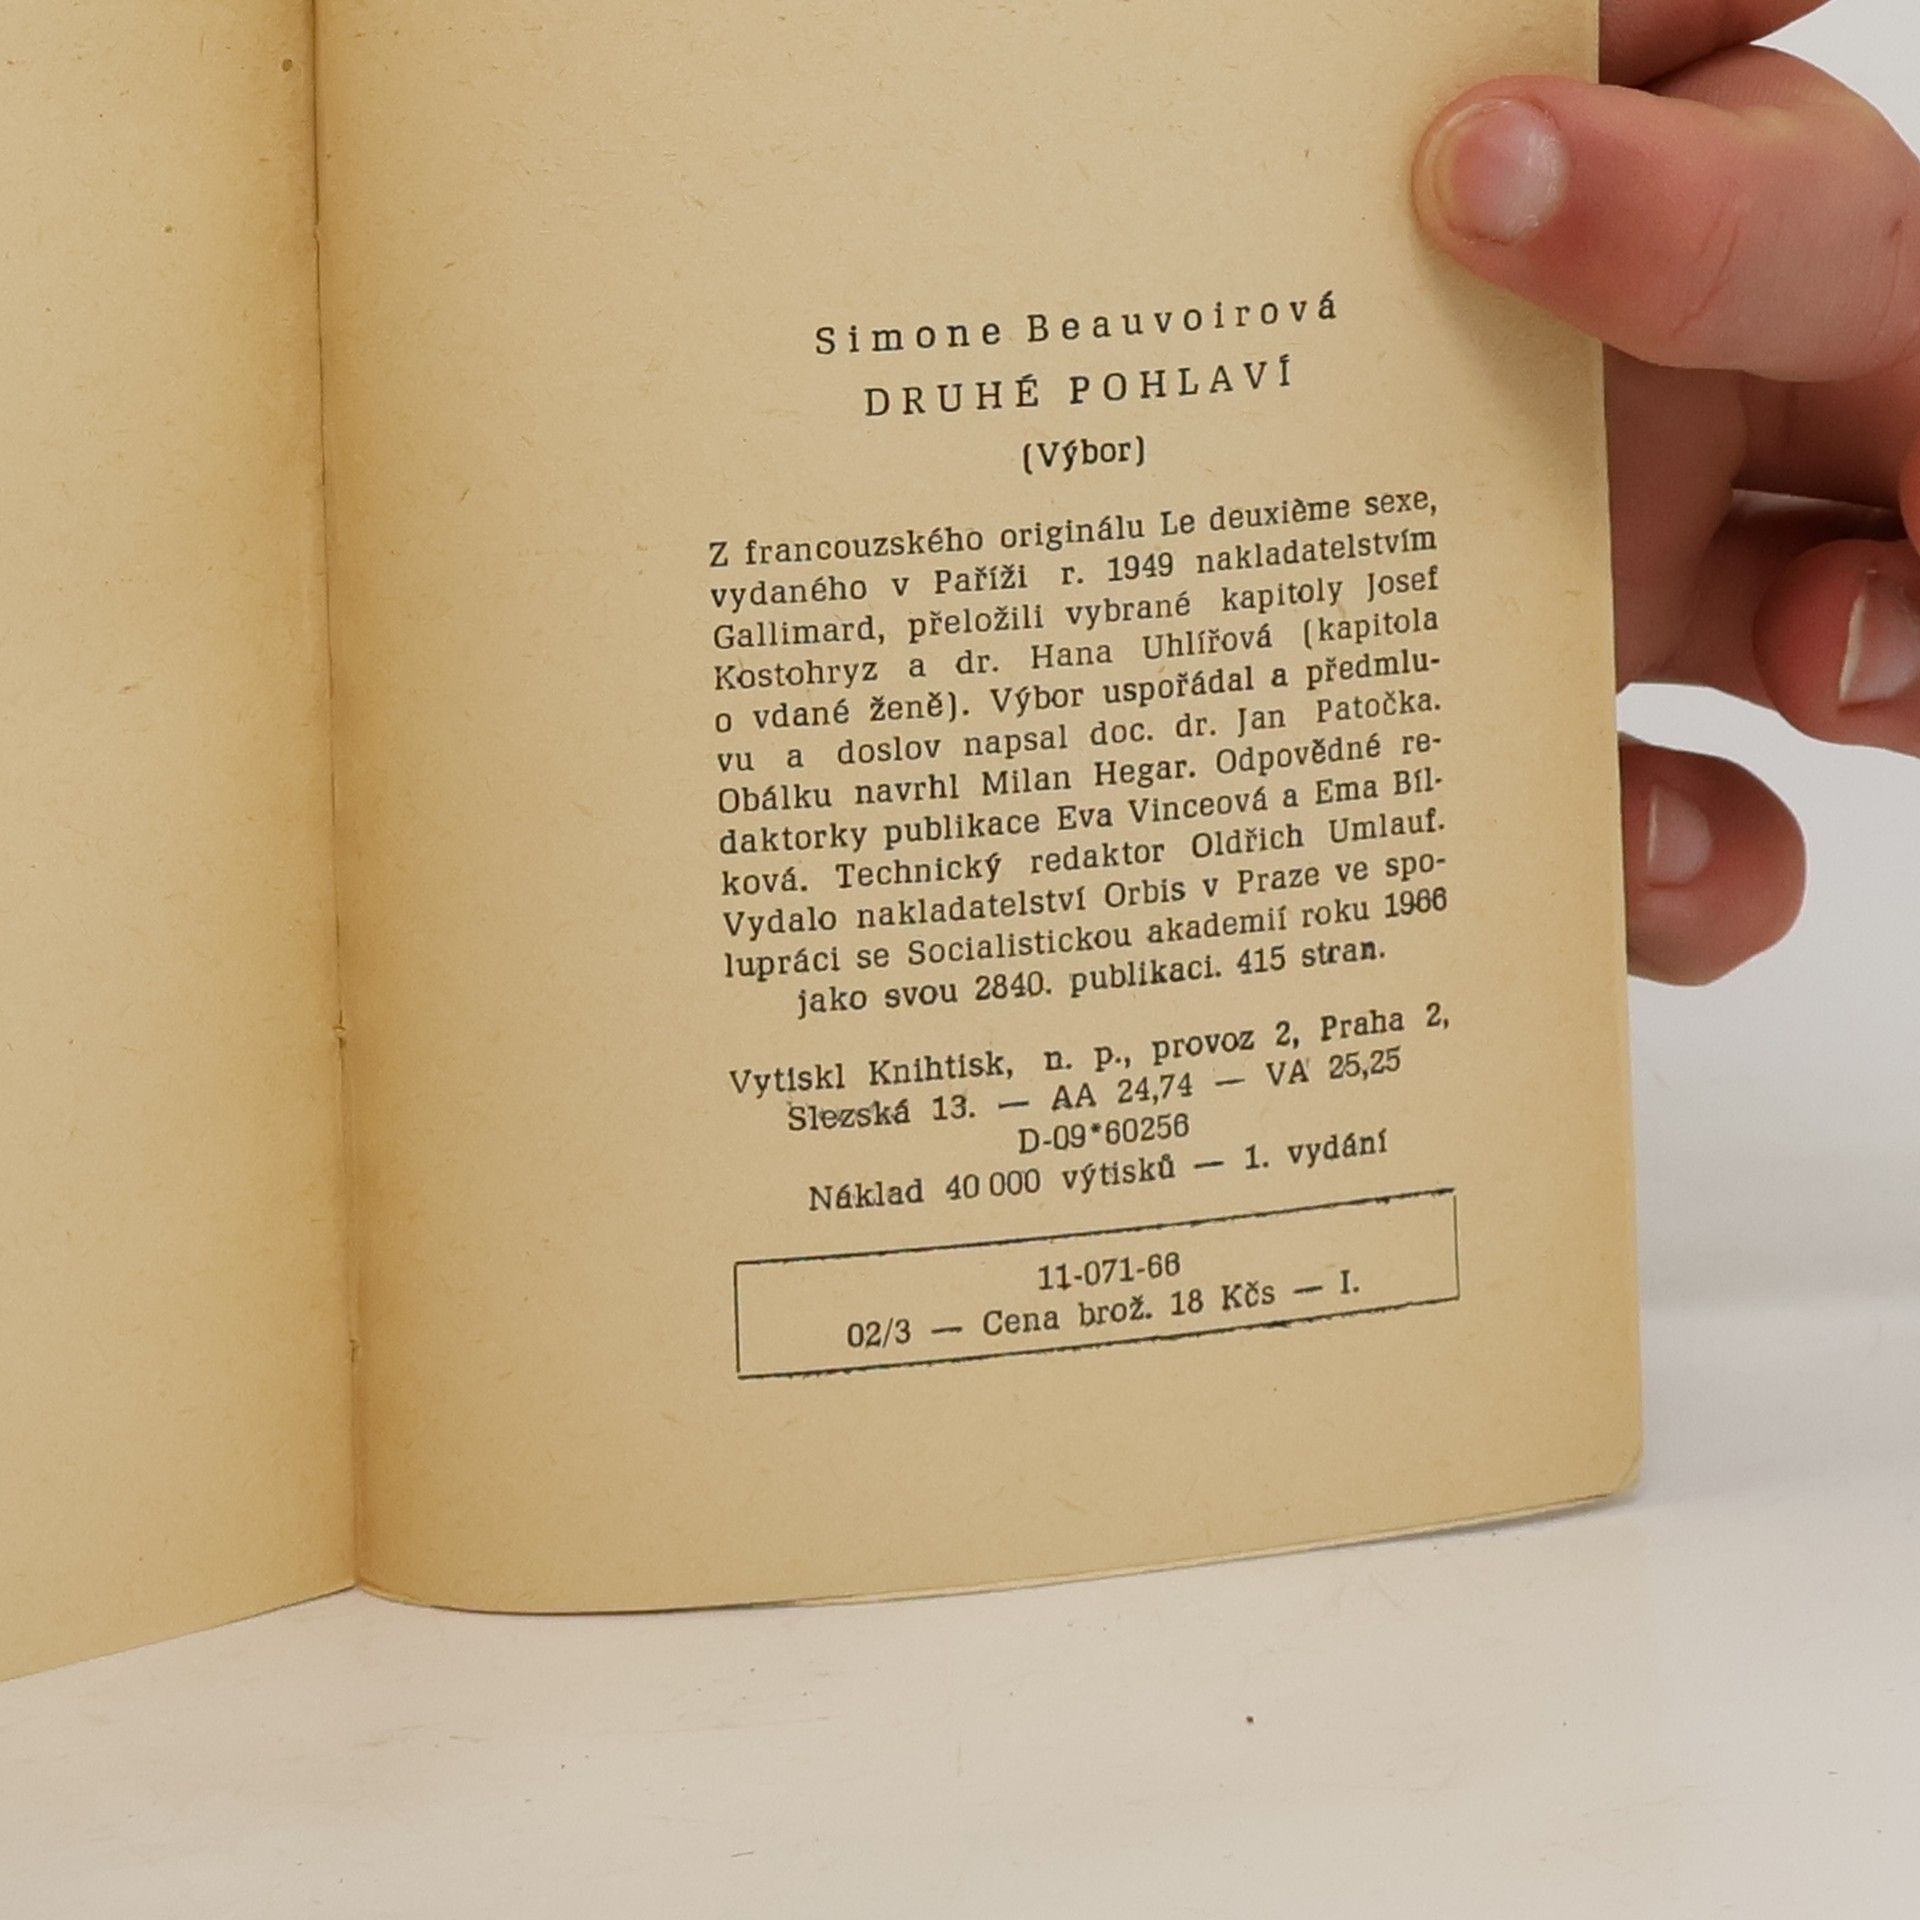 Simone Beauvoirová
DRUHÉ POHLAVÍ
(Výbor)
Z francouzského originálu Le deuxième sexe,
vydaného v Paříži r. 1949 nakladatelstvím
Gallimard, přeložili vybrané kapitoly Josef
Kostohryz a dr. Hana Uhlířová (kapitola
o vdané ženě). Výbor uspořádal a předmlu-
vu a doslov napsal doc. dr. Jan Patočka.
Obálku navrhl Milan Hegar. Odpovědné re-
daktorky publikace Eva Vinceová a Ema Bíl-
ková. Technický redaktor Oldřich Umlauf.
Vydalo nakladatelství Orbis v Praze ve spo-
lupráci se Socialistickou akademií roku 1966
jako svou 2840. publikaci. 415 stran.
Vytiskl Knihtisk, n. p., provoz 2, Praha 2,
Slezská 13. — AA 24,74 — VA 25,25
D-09*60256
Náklad 40 000 výtisků — 1. vydání
11-071-66
02/3 — Cena brož. 18 Kčs — I.